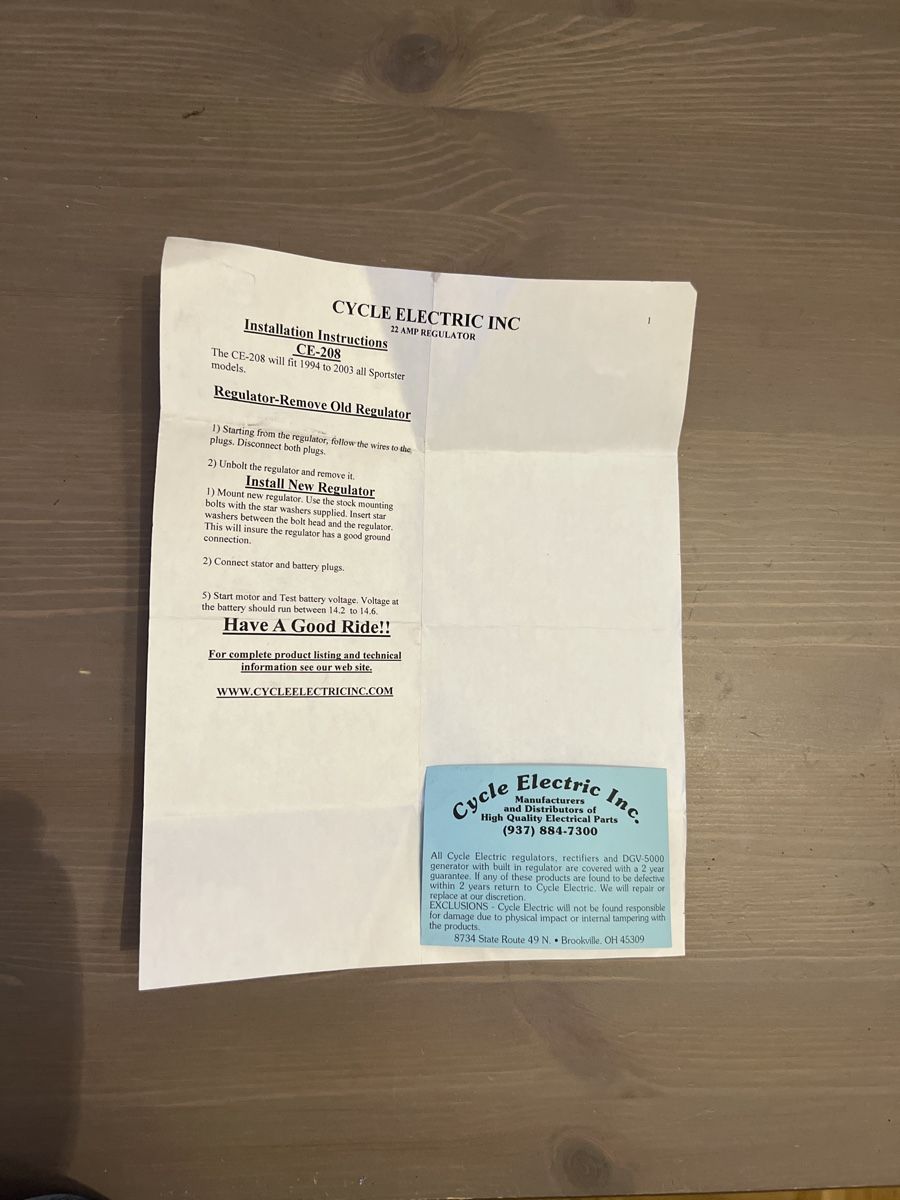 CYCLE ELECTRIC INC
22 AMP REGULATOR
1
Installation Instructions
CE-208
The CE-208 will fit 1994 to 2003 all Sportster
models.
Regulator-Remove Old Regulator
1) Starting from the regulator, follow the wires to the
plugs. Disconnect both plugs.
2) Unbolt the regulator and remove it.
Install New Regulator
1) Mount new regulator. Use the stock mounting
bolts with the star washers supplied. Insert star
washers between the bolt head and the regulator.
This will insure the regulator has a good ground
connection.
2) Connect stator and battery plugs.
5) Start motor and Test battery voltage. Voltage at
the battery should run between 14.2 to 14.6.
Have A Good Ride!!
For complete product listing and technical
information see our web site.
WWW.CYCLEELECTRICINC.COM
Cycle Electric Inc.
Manufacturers
and Distributors of
High Quality Electrical Parts
(937) 884-7300
All Cycle Electric regulators, rectifiers and DGV-5000
generator with built in regulator are covered with a 2 year
guarantee. If any of these products are found to be defective
within 2 years return to Cycle Electric. We will repair or
replace at our discretion.
EXCLUSIONS - Cycle Electric will not be found responsible
for damage due to physical impact or internal tampering with
the products.
8734 State Route 49 N. • Brookville, OH 45309